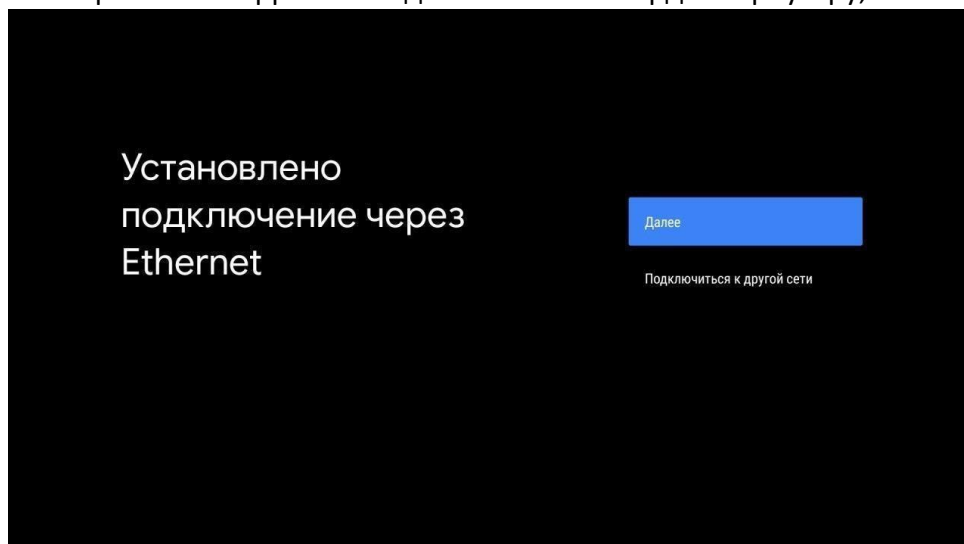 Установлено
подключение через
Ethernet
Далее
Подключиться к другой сети